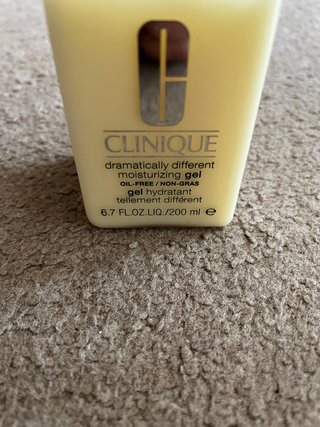 CLINIQUE
dramatically different
moisturizing gel
OIL-FREE / NON-GRAS
gel hydratant
tellement différent
6.7 FL.OZ.LIQ./200 ml ℮